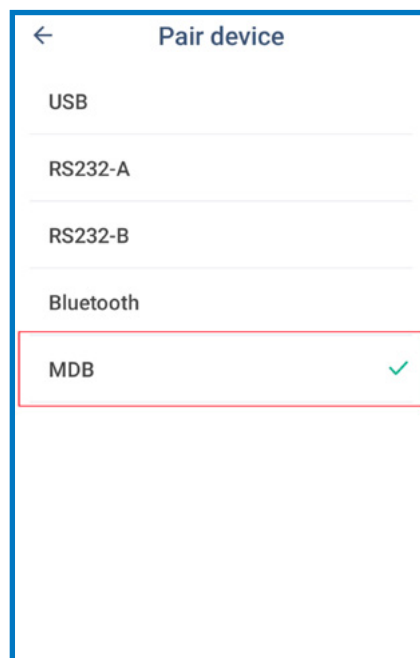 Pair device
USB
RS232-A
RS232-B
Bluetooth
MDB